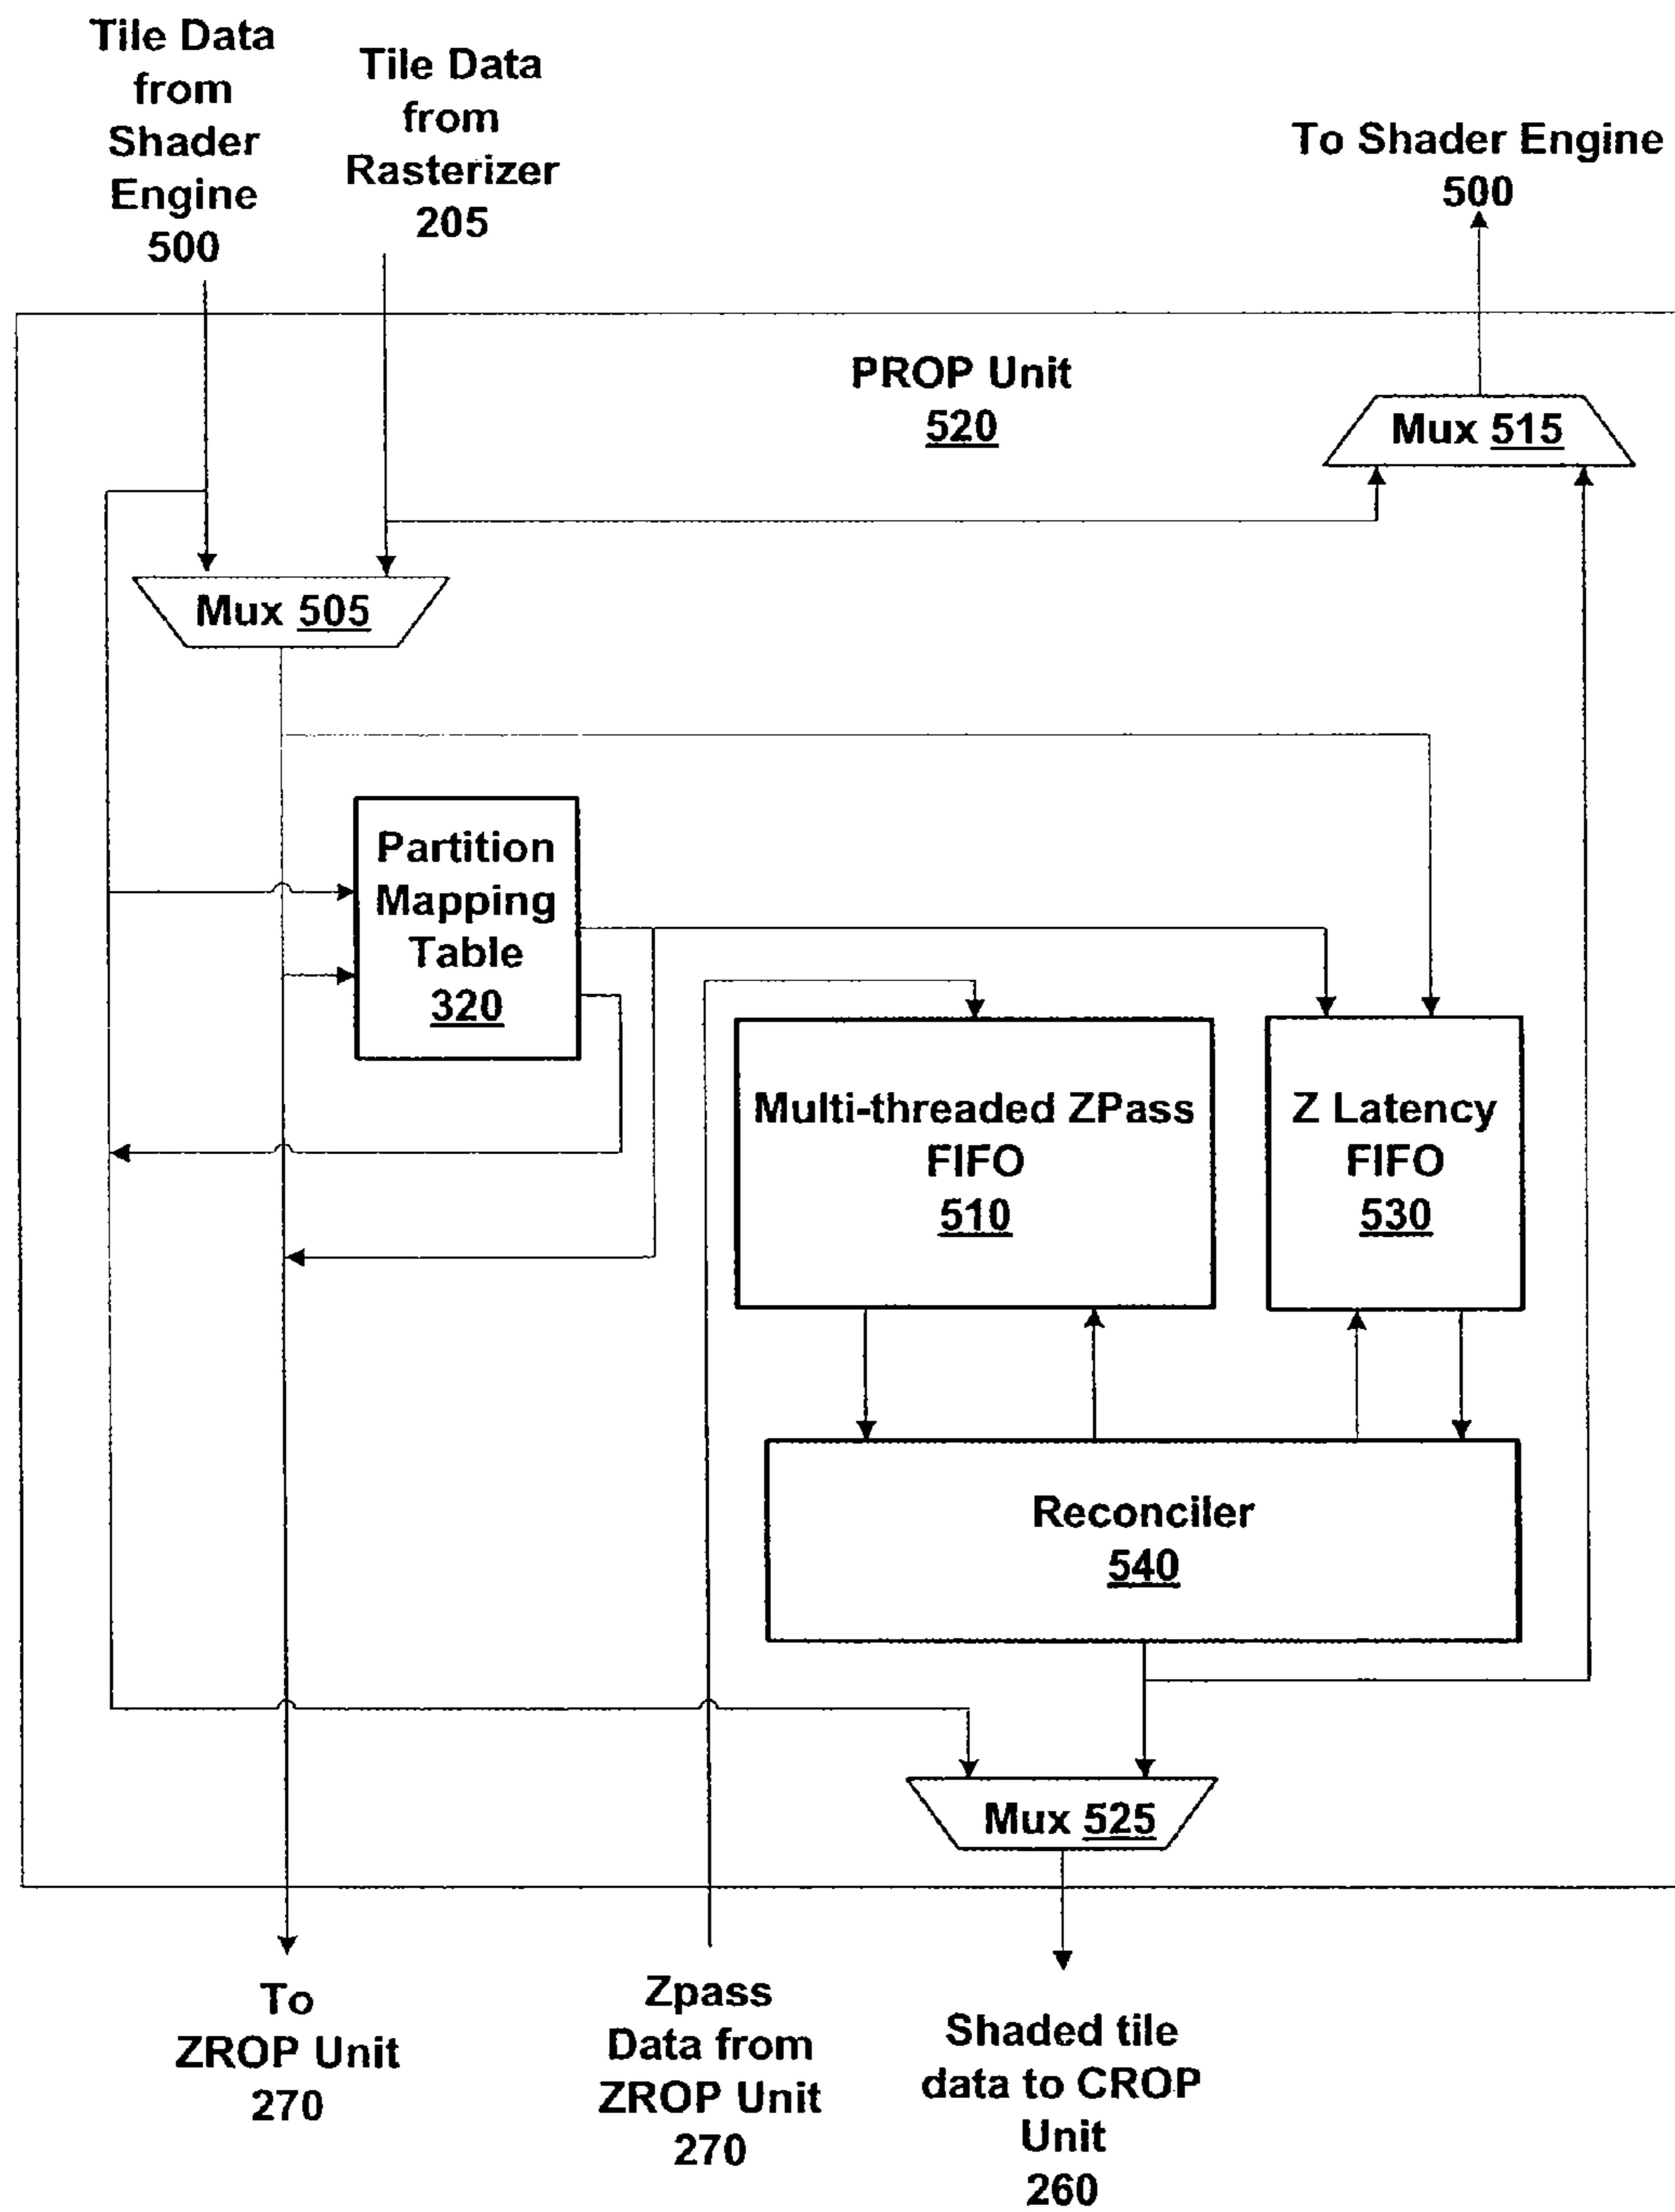 Tile Data
from
Shader
Engine
500
Tile Data
from
Rasterizer
205
To Shader Engine
500
PROP Unit
520
Mux 515
Mux 505
Partition
Mapping
Table
320
Multi-threaded ZPass
FIFO
510
Z Latency
FIFO
530
Reconciler
540
Mux 525
To
ZROP Unit
270
Zpass
Data from
ZROP Unit
270
Shaded tile
data to CROP
Unit
260